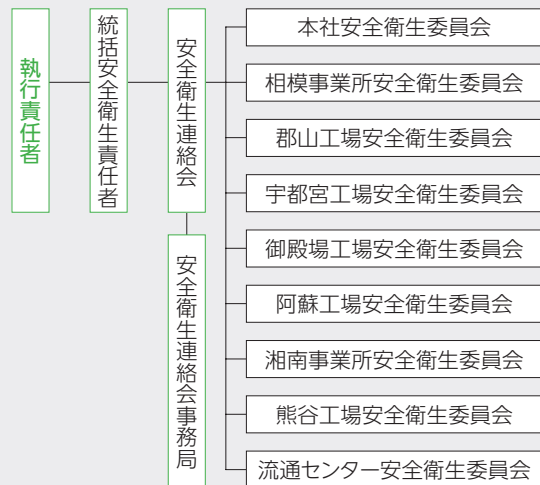 執行責任者
統括安全衛生責任者
安全衛生連絡会
安全衛生連絡会事務局
本社安全衛生委員会
相模事業所安全衛生委員会
郡山工場安全衛生委員会
宇都宮工場安全衛生委員会
御殿場工場安全衛生委員会
阿蘇工場安全衛生委員会
湘南事業所安全衛生委員会
熊谷工場安全衛生委員会
流通センター安全衛生委員会